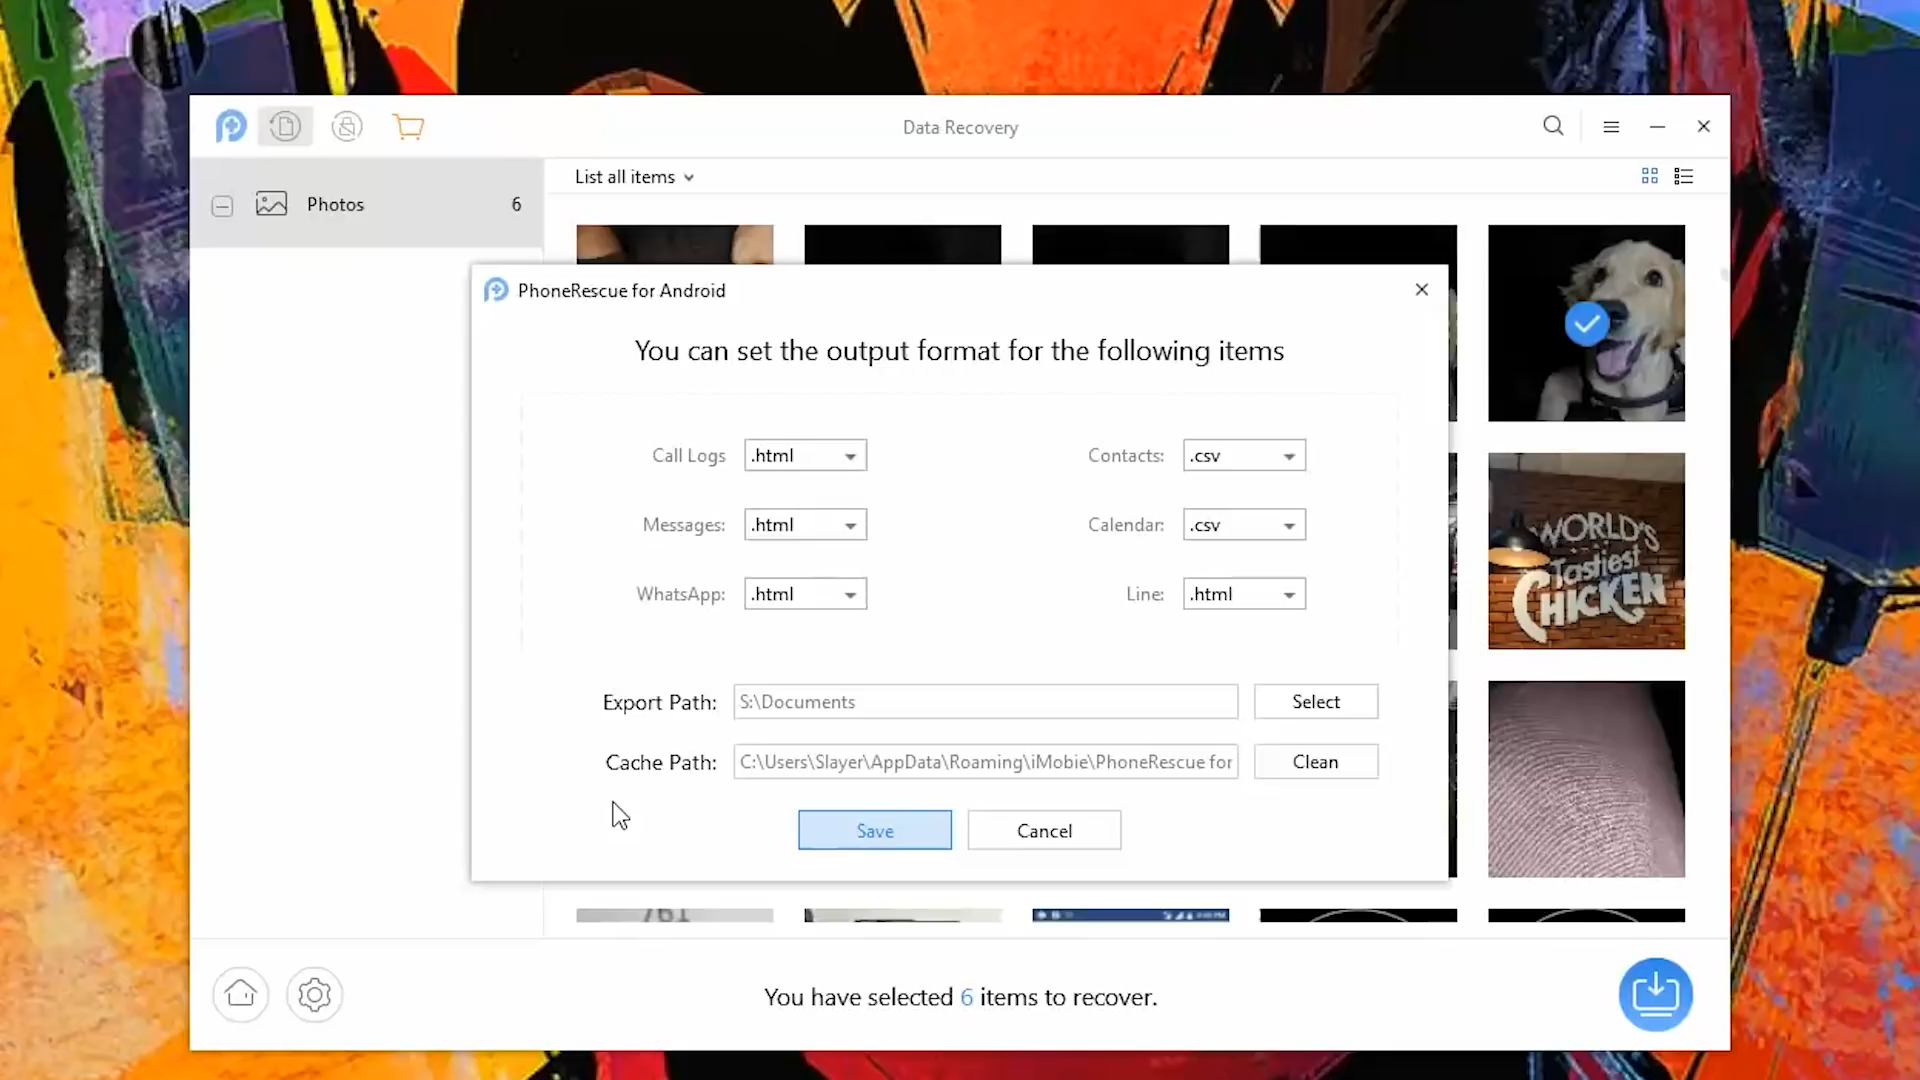 Data Recovery
Photos 6
List all items
PhoneRescue for Android
You can set the output format for the following items
Call Logs .html Contacts: .csv
Messages: .html Calendar: .csv
WhatsApp: .html Line: .html
WORLD'S
Tastiest
CHICKEN
Export Path: S:\Documents Select
Cache Path: C:\Users\Slayer\AppData\Roaming\iMobie\PhoneRescue for Clean
Save Cancel
You have selected 6 items to recover.